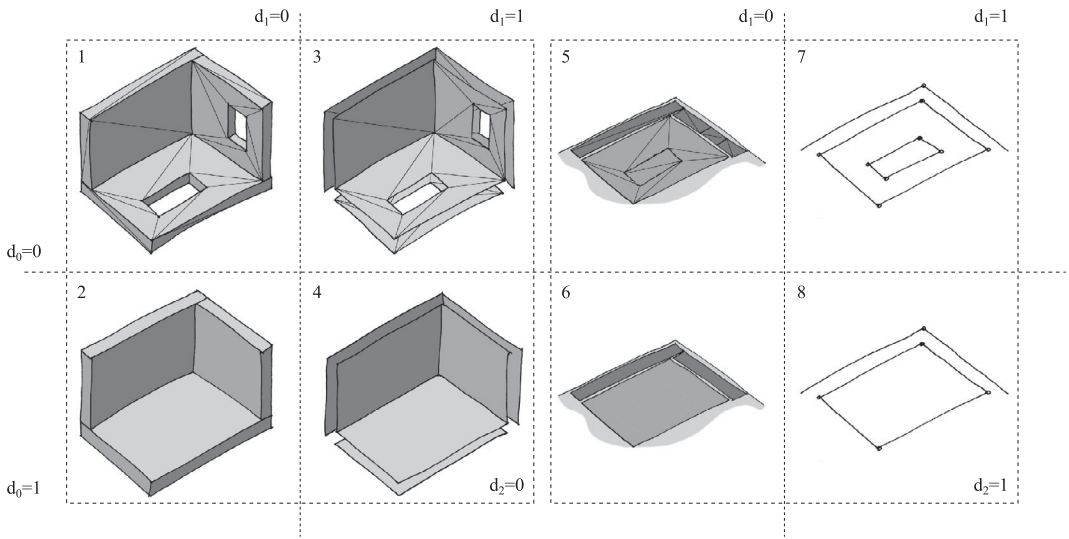 d₁=0 d₁=1 d₁=0 d₁=1
1 3 5 7
d₀=0
2 4 6 8
d₀=1 d₂=0 d₂=1